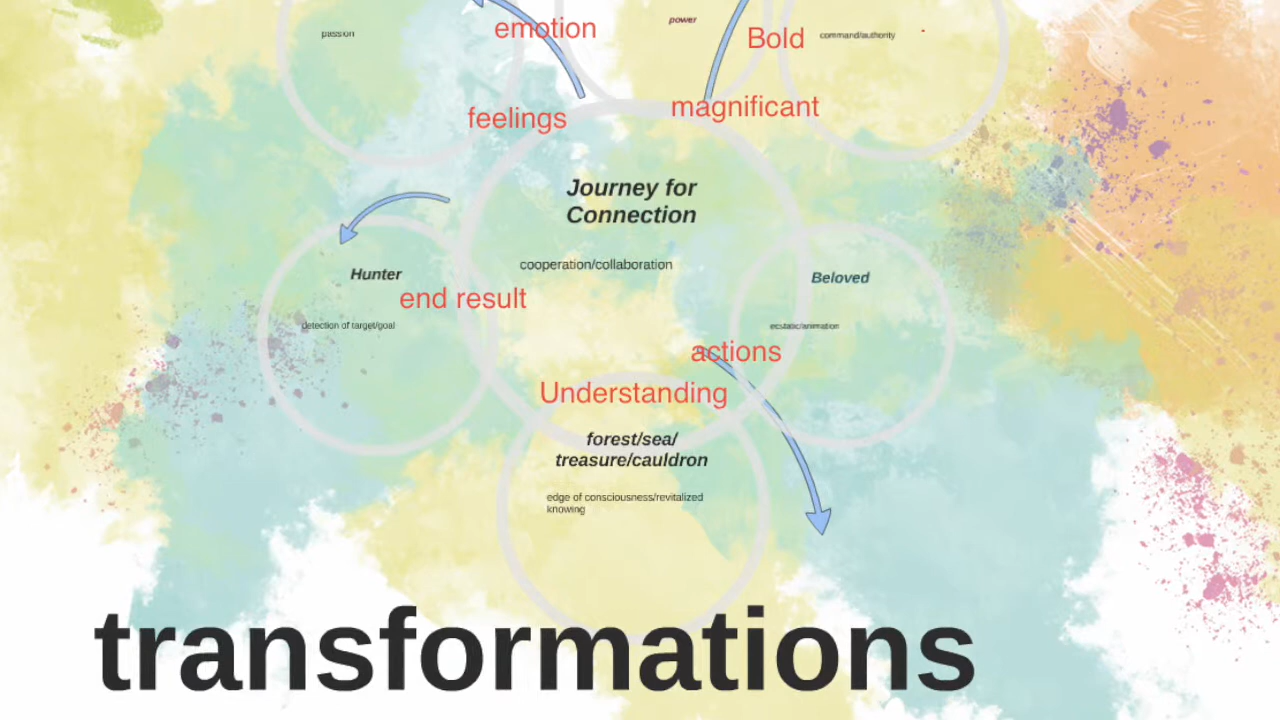 power
emotion
passion
Bold
command/authority
magnificant
feelings
Journey for
Connection
cooperation/collaboration
Hunter
Beloved
end result
detection of target/goal
ecstatic/animation
actions
Understanding
forest/sea/
treasure/cauldron
edge of consciousness/revitalized
knowing
transformations